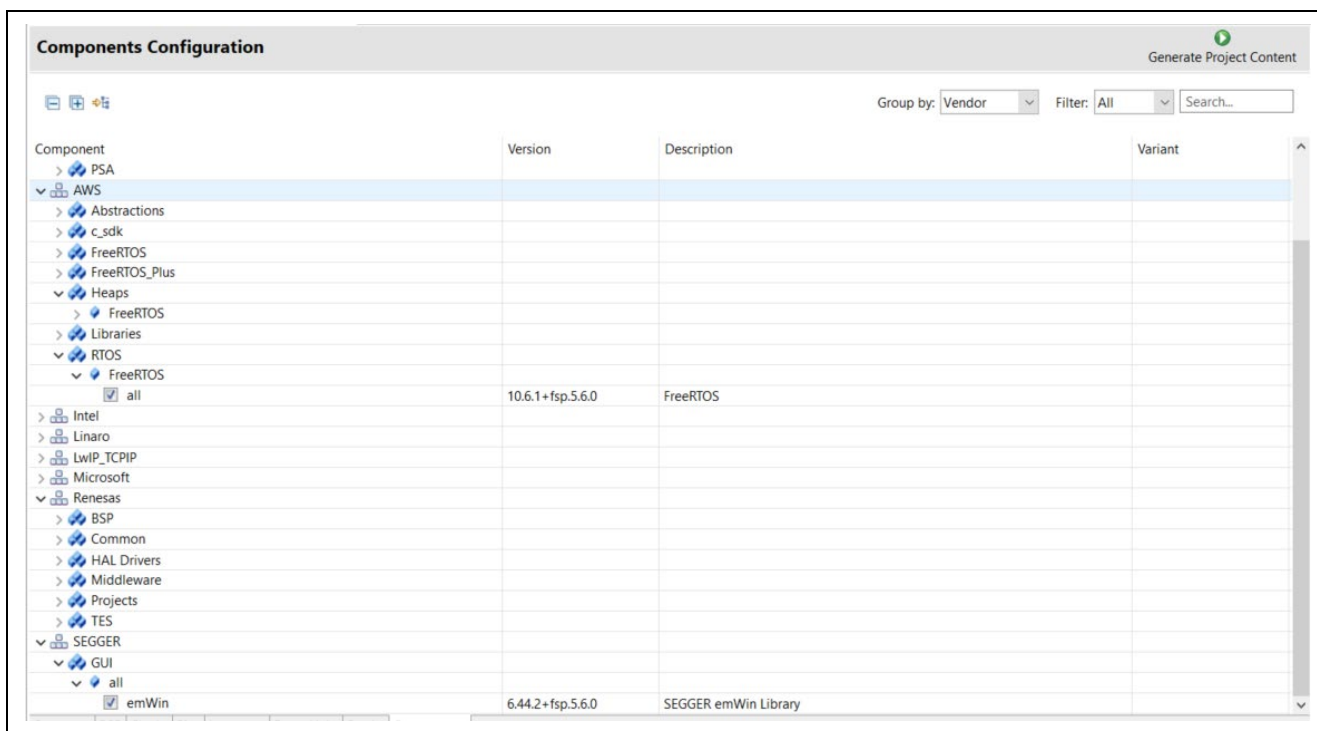 Components Configuration
Generate Project Content
Group by: Vendor Filter: All Search...
Component Version Description Variant
PSA
AWS
Abstractions
c_sdk
FreeRTOS
FreeRTOS_Plus
Heaps
FreeRTOS
Libraries
RTOS
FreeRTOS
all 10.6.1+fsp.5.6.0 FreeRTOS
Intel
Linaro
LwIP_TCPIP
Microsoft
Renesas
BSP
Common
HAL Drivers
Middleware
Projects
TES
SEGGER
GUI
all
emWin 6.44.2+fsp.5.6.0 SEGGER emWin Library